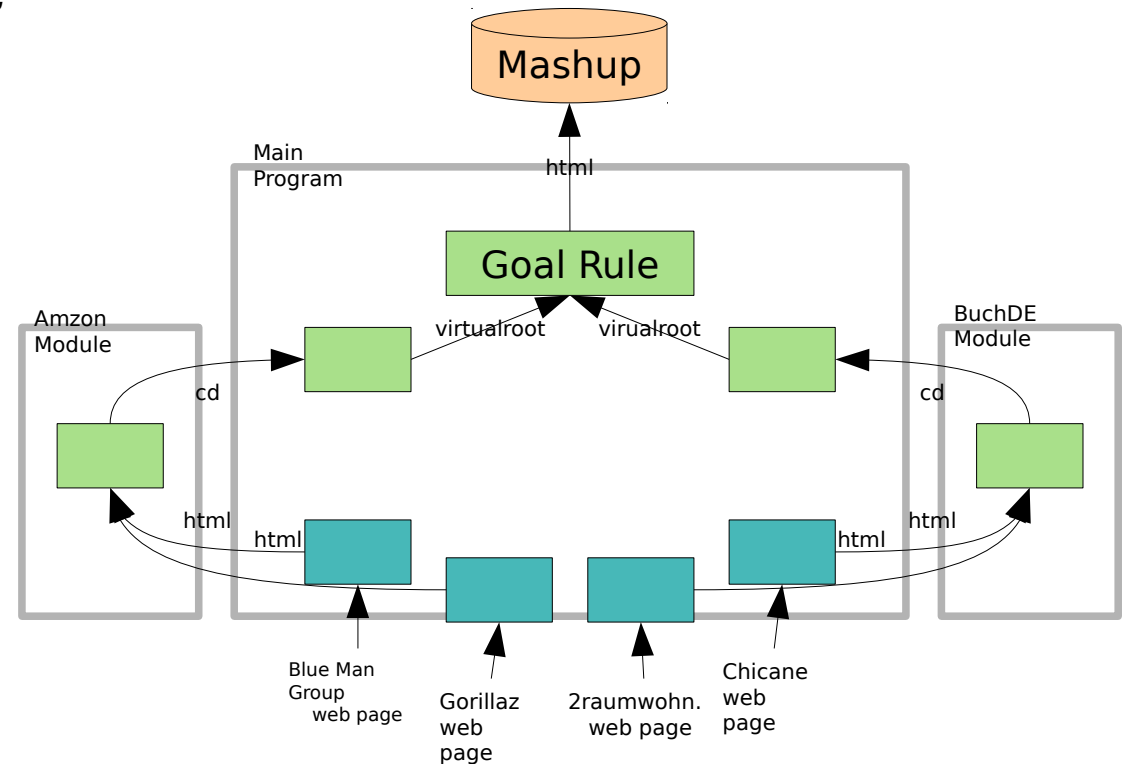 Mashup
Main
Program
html
Goal Rule
Amzon
Module
virtualroot
virualroot
BuchDE
Module
cd
cd
html
html
html
html
Blue Man
Group
web page
Gorillaz
web
page
2raumwohn.
web page
Chicane
web
page